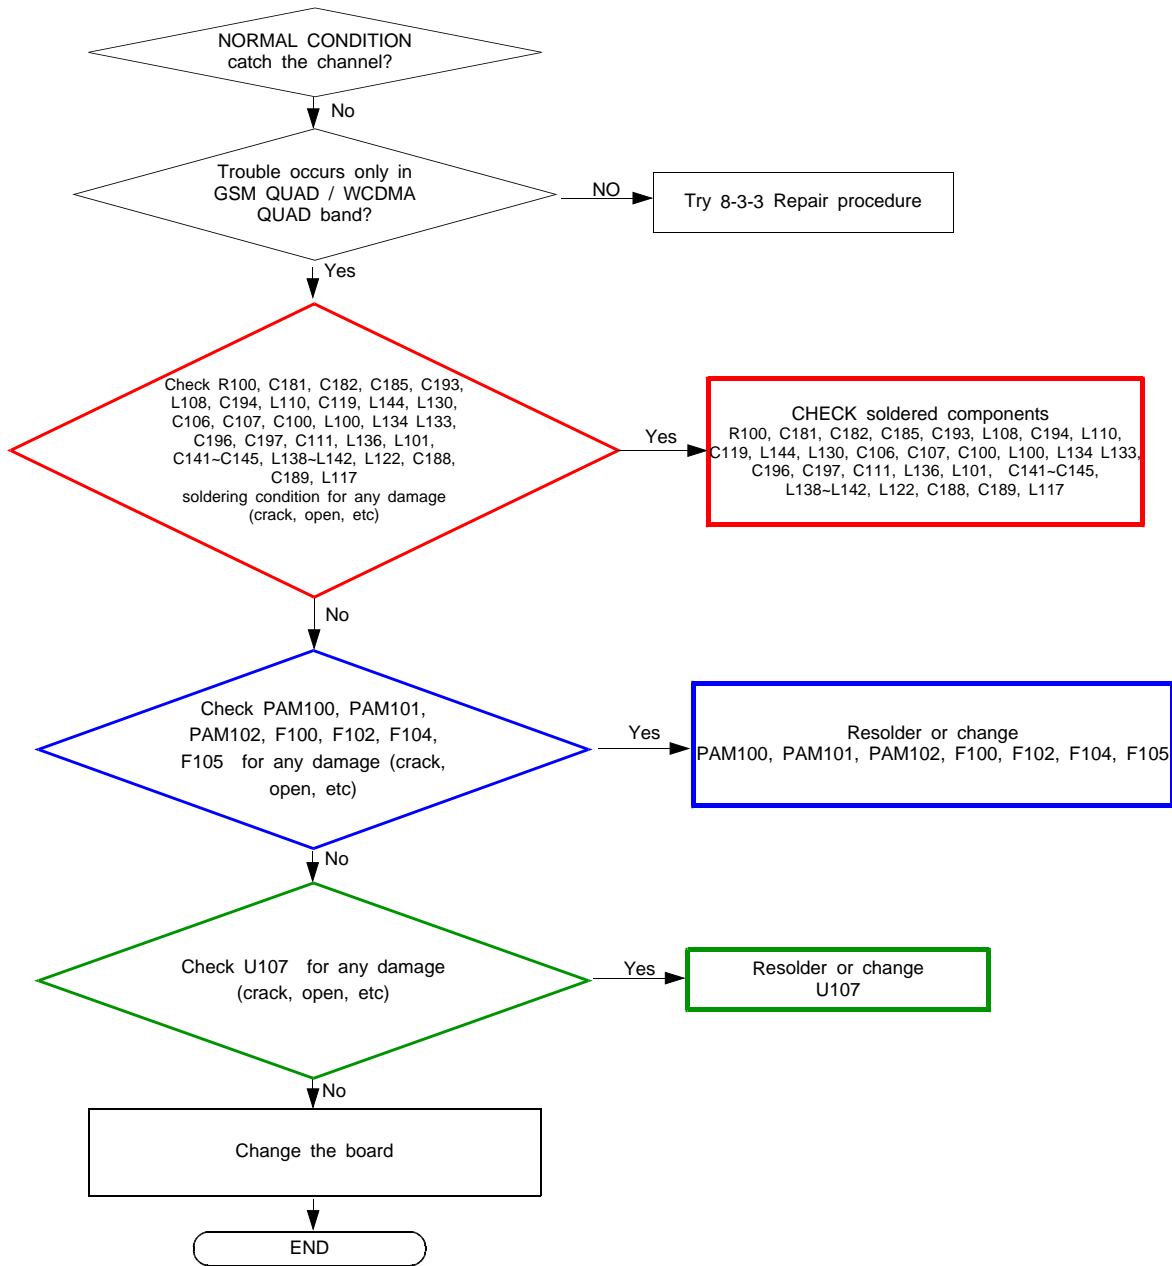 NORMAL CONDITION
catch the channel?
No
Trouble occurs only in
GSM QUAD / WCDMA
QUAD band?
NO
Try 8-3-3 Repair procedure
Yes
Check R100, C181, C182, C185, C193,
L108, C194, L110, C119, L144, L130,
C106, C107, C100, L100, L134 L133,
C196, C197, C111, L136, L101,
C141~C145, L138~L142, L122, C188,
C189, L117
soldering condition for any damage
(crack, open, etc)
Yes
CHECK soldered components
R100, C181, C182, C185, C193, L108, C194, L110,
C119, L144, L130, C106, C107, C100, L100, L134 L133,
C196, C197, C111, L136, L101, C141~C145,
L138~L142, L122, C188, C189, L117
No
Check PAM100, PAM101,
PAM102, F100, F102, F104,
F105 for any damage (crack,
open, etc)
Yes
Resolder or change
PAM100, PAM101, PAM102, F100, F102, F104, F105
No
Check U107 for any damage
(crack, open, etc)
Yes
Resolder or change
U107
No
Change the board
END